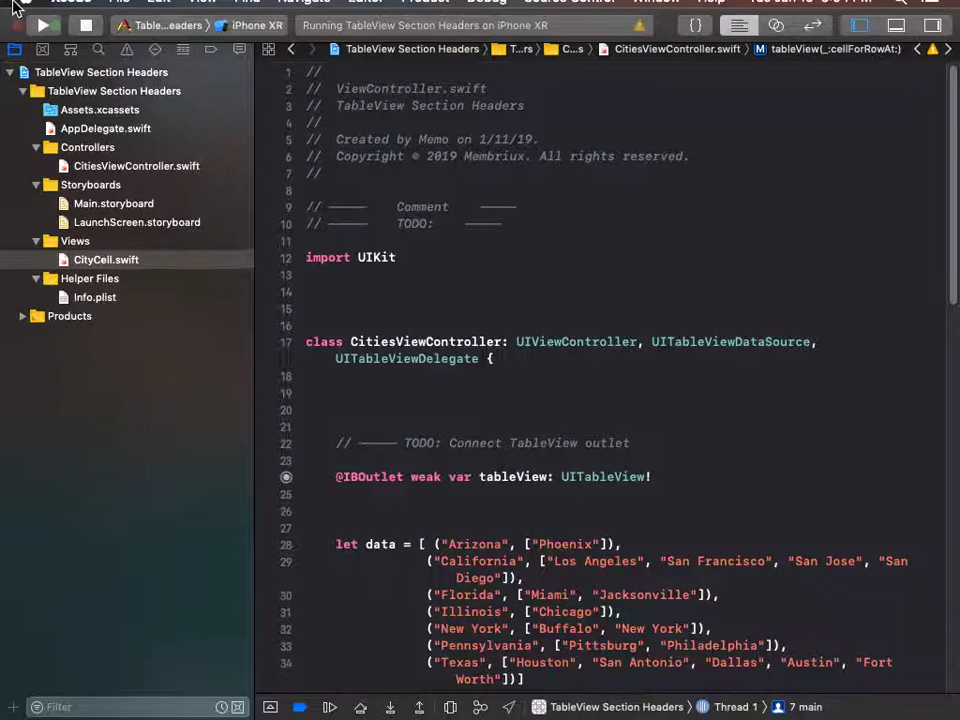 Table...eaders
iPhone XR
Running TableView Section Headers on iPhone XR
TableView Section Headers
T...rs
C...s
CitiesViewController.swift
M
tableView(_:cellForRowAt:)
TableView Section Headers
TableView Section Headers
Assets.xcassets
AppDelegate.swift
Controllers
CitiesViewController.swift
Storyboards
Main.storyboard
LaunchScreen.storyboard
Views
CityCell.swift
Helper Files
Info.plist
Products
1 //
2 // ViewController.swift
3 // TableView Section Headers
4 //
5 // Created by Memo on 1/11/19.
6 // Copyright © 2019 Membriux. All rights reserved.
7 //
8
9 // ––––– Comment –––––
10 // ––––– TODO: –––––
11
12 import UIKit
13
14
15
16
17 class CitiesViewController: UIViewController, UITableViewDataSource,
UITableViewDelegate {
18
19
20
21
22 // ––––– TODO: Connect TableView outlet
23
@IBOutlet weak var tableView: UITableView!
25
26
27
28 let data = [ ("Arizona", ["Phoenix"]),
29 ("California", ["Los Angeles", "San Francisco", "San Jose", "San
Diego"]),
30 ("Florida", ["Miami", "Jacksonville"]),
31 ("Illinois", ["Chicago"]),
32 ("New York", ["Buffalo", "New York"]),
33 ("Pennsylvania", ["Pittsburg", "Philadelphia"]),
34 ("Texas", ["Houston", "San Antonio", "Dallas", "Austin", "Fort
Worth"])]
Filter
TableView Section Headers
Thread 1
7 main